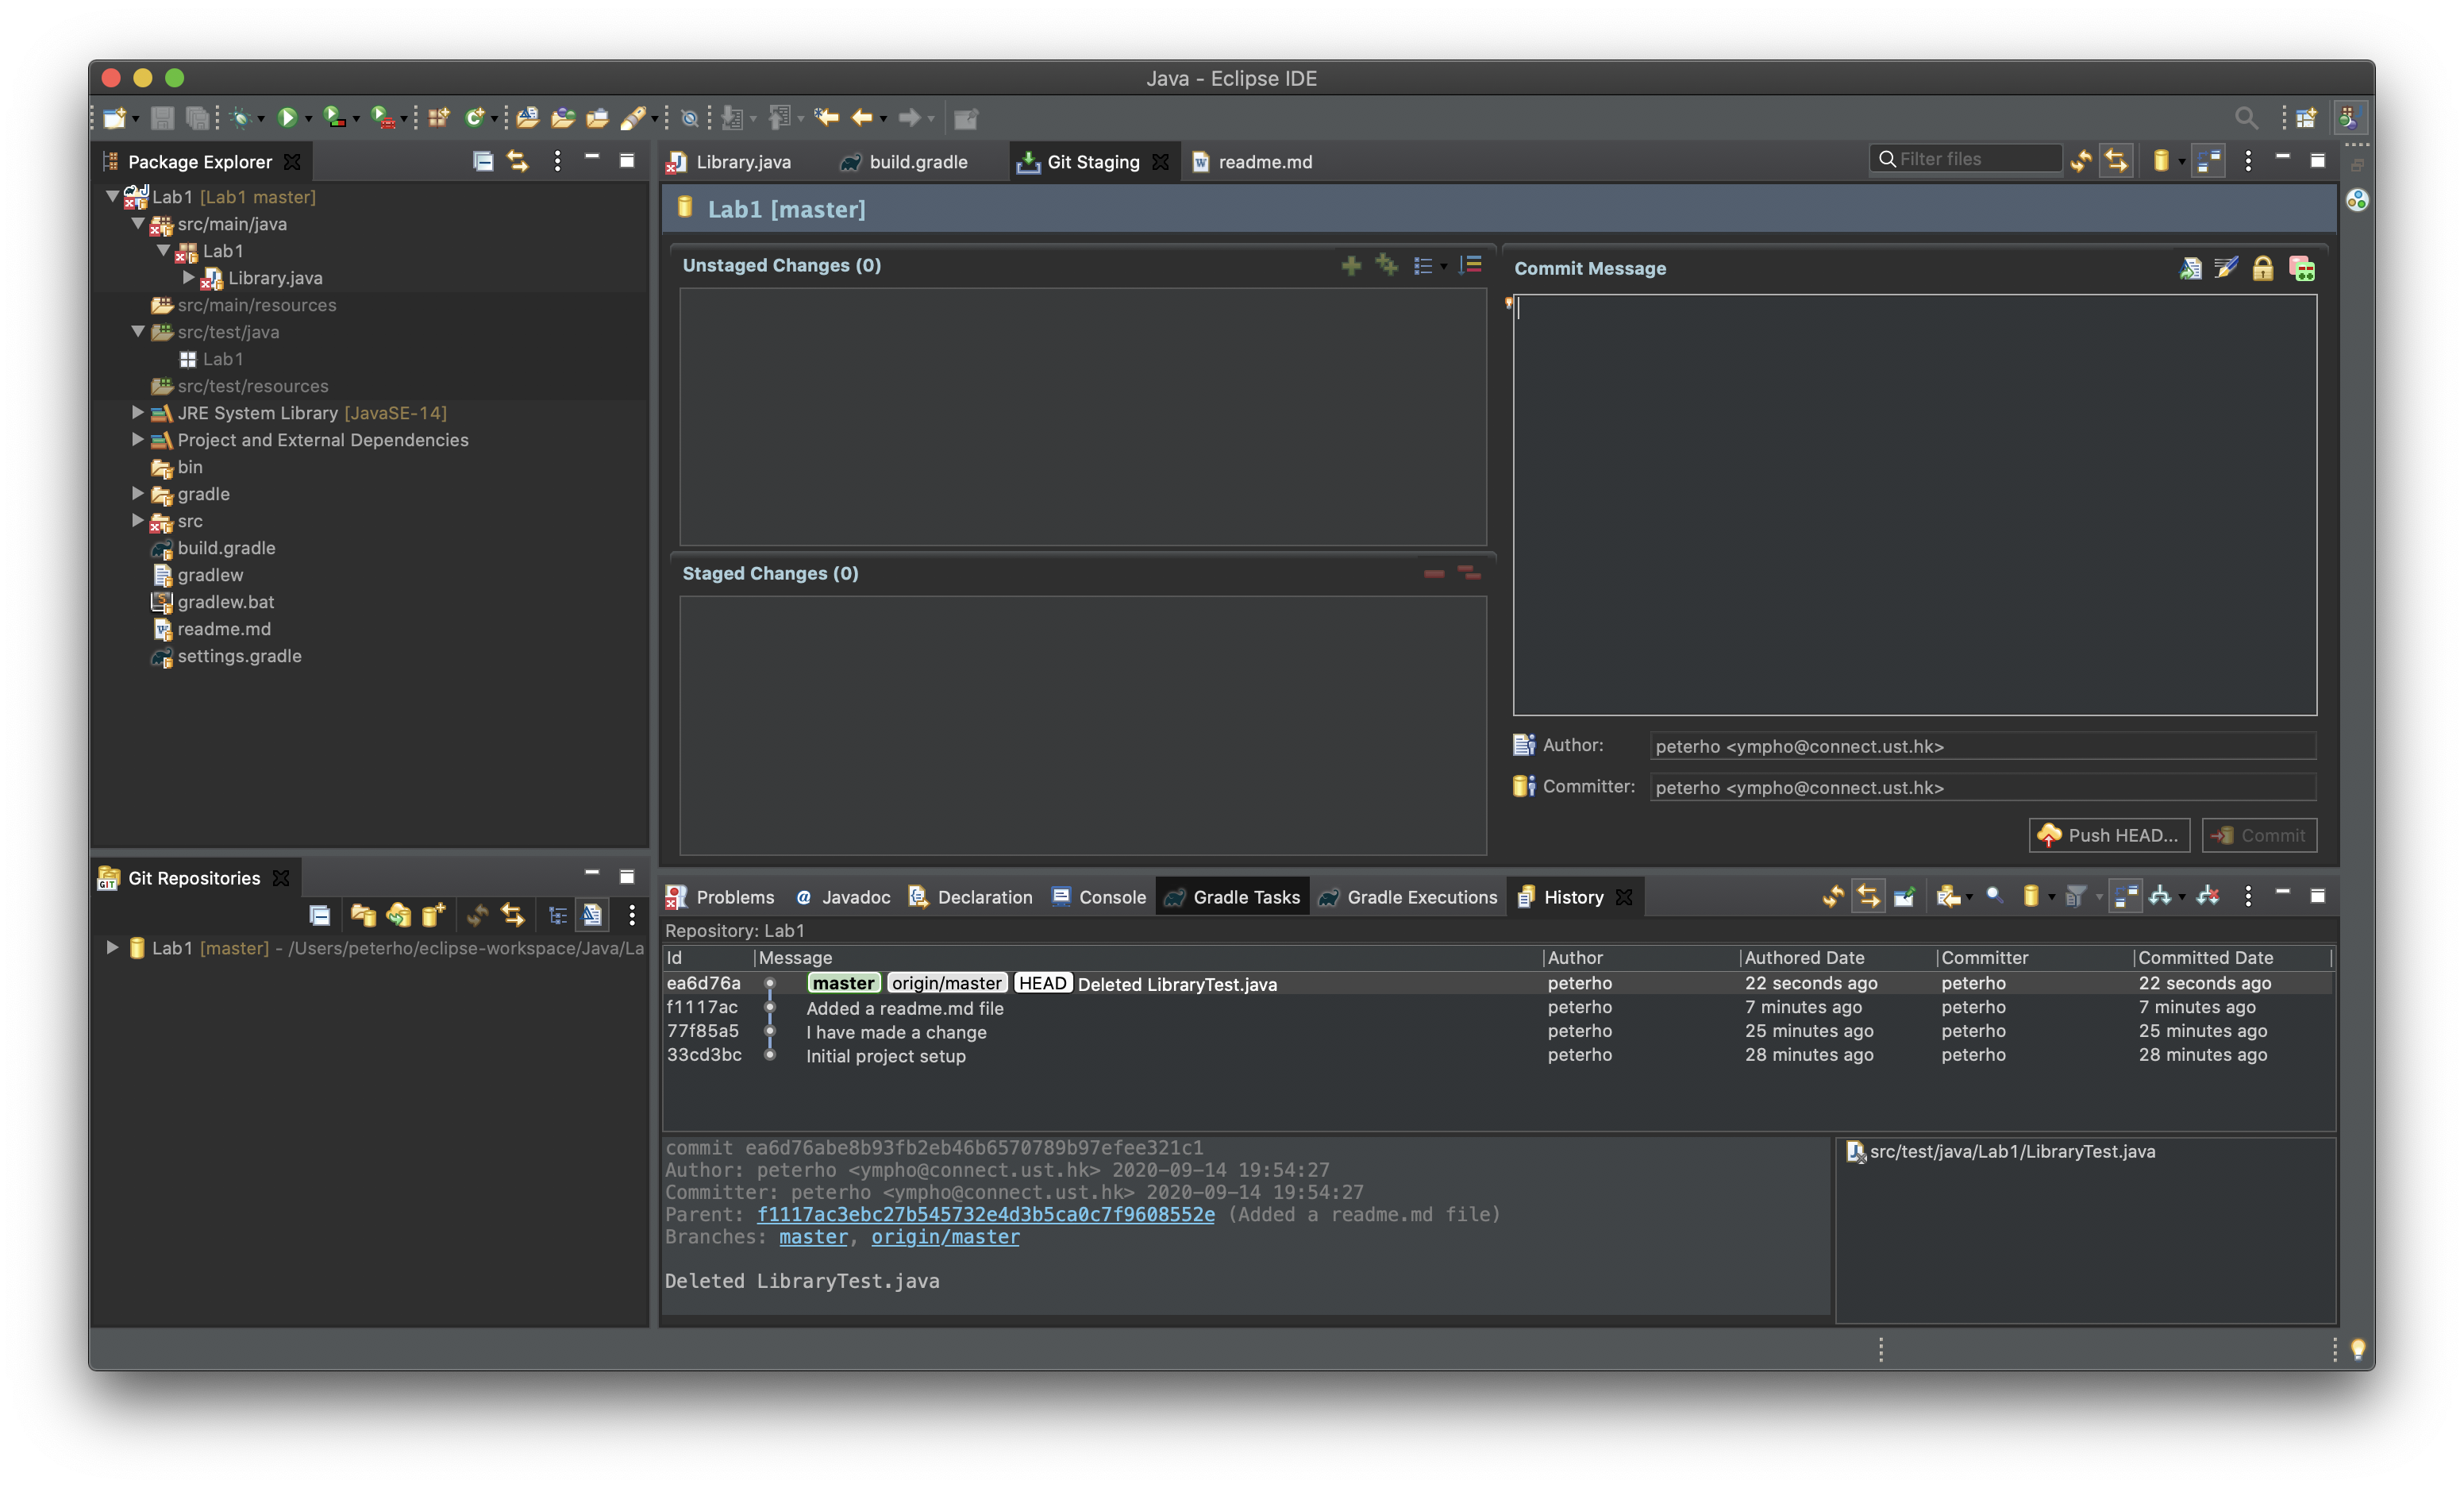 Java - Eclipse IDE
Package Explorer
Lab1 [Lab1 master]
src/main/java
Lab1
Library.java
src/main/resources
src/test/java
Lab1
src/test/resources
JRE System Library [JavaSE-14]
Project and External Dependencies
bin
gradle
src
build.gradle
gradlew
gradlew.bat
readme.md
settings.gradle
Git Repositories
Lab1 [master] - /Users/peterho/eclipse-workspace/Java/La
Library.java build.gradle Git Staging readme.md Filter files
Lab1 [master]
Unstaged Changes (0)
Staged Changes (0)
Commit Message
Author: peterho <ympho@connect.ust.hk>
Committer: peterho <ympho@connect.ust.hk>
Push HEAD... Commit
Problems Javadoc Declaration Console Gradle Tasks Gradle Executions History
Repository: Lab1
Id Message Author Authored Date Committer Committed Date
ea6d76a master origin/master HEAD Deleted LibraryTest.java peterho 22 seconds ago peterho 22 seconds ago
f1117ac Added a readme.md file peterho 7 minutes ago peterho 7 minutes ago
77f85a5 I have made a change peterho 25 minutes ago peterho 25 minutes ago
33cd3bc Initial project setup peterho 28 minutes ago peterho 28 minutes ago
commit ea6d76abe8b93fb2eb46b6570789b97efee321c1
Author: peterho <ympho@connect.ust.hk> 2020-09-14 19:54:27
Committer: peterho <ympho@connect.ust.hk> 2020-09-14 19:54:27
Parent: f1117ac3ebc27b545732e4d3b5ca0c7f9608552e (Added a readme.md file)
Branches: master, origin/master
Deleted LibraryTest.java
src/test/java/Lab1/LibraryTest.java